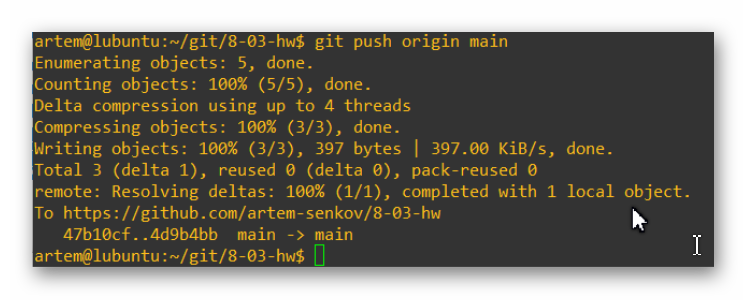 artem@lubuntu:~/git/8-03-hw$ git push origin main
Enumerating objects: 5, done.
Counting objects: 100% (5/5), done.
Delta compression using up to 4 threads
Compressing objects: 100% (3/3), done.
Writing objects: 100% (3/3), 397 bytes | 397.00 KiB/s, done.
Total 3 (delta 1), reused 0 (delta 0), pack-reused 0
remote: Resolving deltas: 100% (1/1), completed with 1 local object.
To https://github.com/artem-senkov/8-03-hw
   47b10cf..4d9b4bb  main -> main
artem@lubuntu:~/git/8-03-hw$